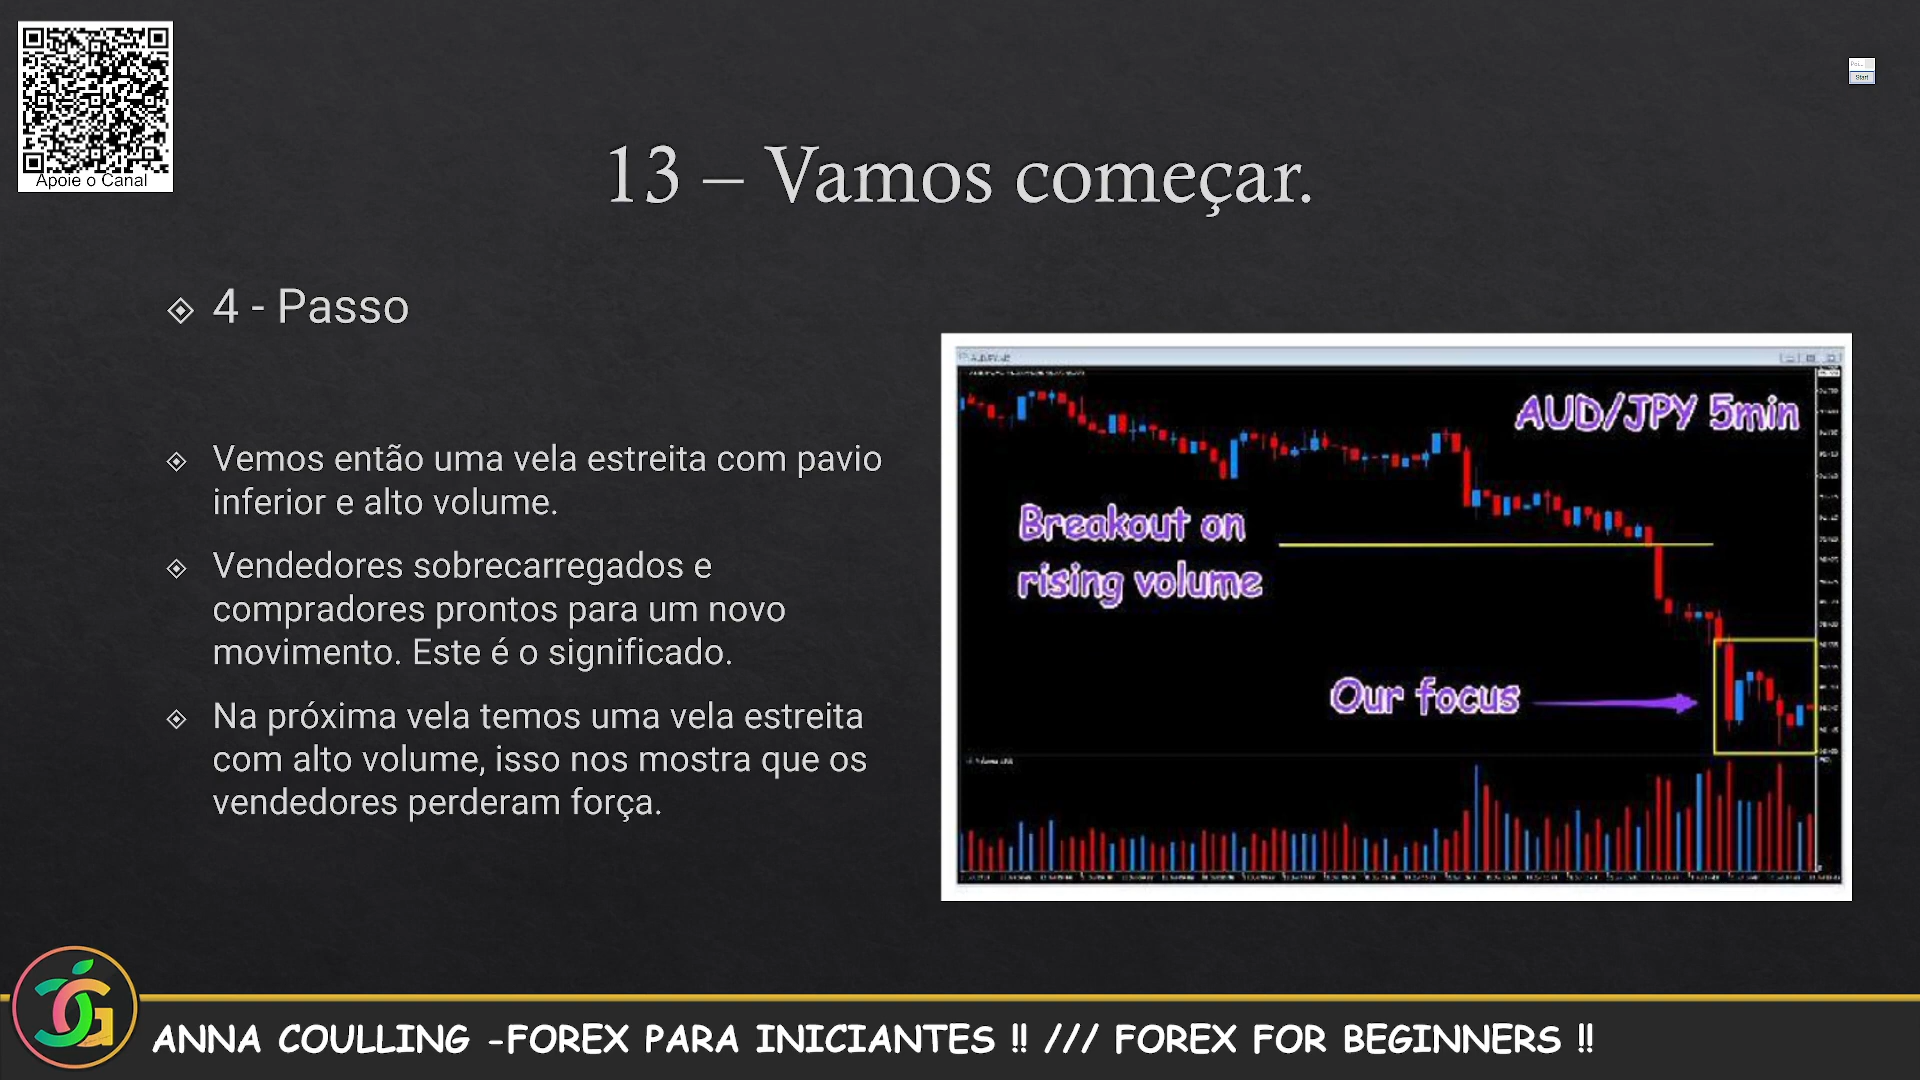 Apoie o Canal
Start
13 – Vamos começar.
4 - Passo
Vemos então uma vela estreita com pavio
inferior e alto volume.
Vendedores sobrecarregados e
compradores prontos para um novo
movimento. Este é o significado.
Na próxima vela temos uma vela estreita
com alto volume, isso nos mostra que os
vendedores perderam força.
AUD/JPY 5min
Breakout on
rising volume
Our focus
ANNA COULLING -FOREX PARA INICIANTES !! /// FOREX FOR BEGINNERS !!